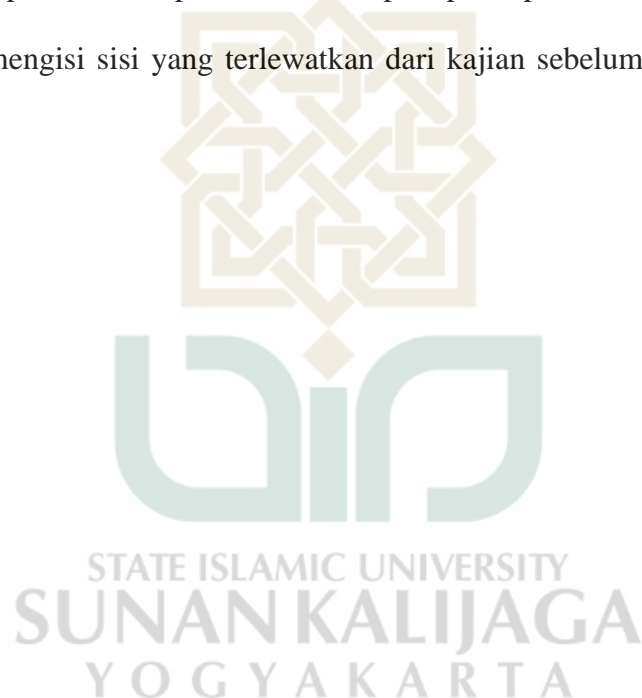 mengisi sisi yang terlewatkan dari kajian sebelum
STATE ISLAMIC UNIVERSITY
SUNAN KALIJAGA
YOGYAKARTA